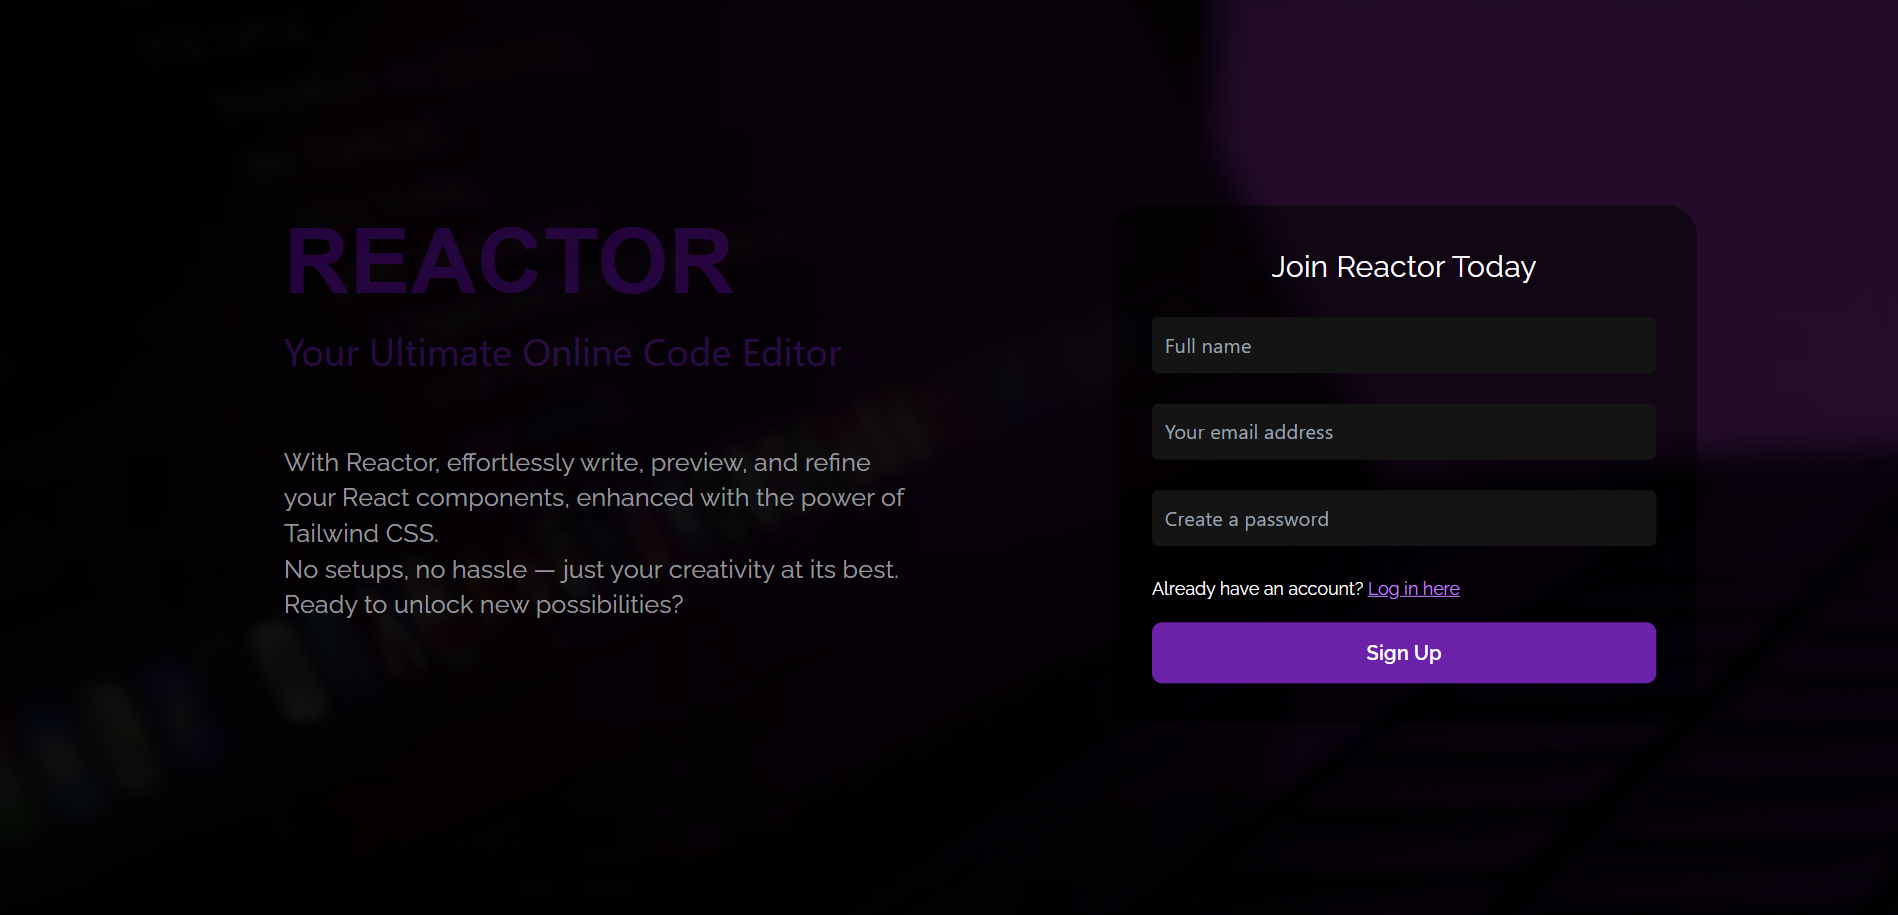 REACTOR
Your Ultimate Online Code Editor
With Reactor, effortlessly write, preview, and refine
your React components, enhanced with the power of
Tailwind CSS.
No setups, no hassle — just your creativity at its best.
Ready to unlock new possibilities?
Join Reactor Today
Full name
Your email address
Create a password
Already have an account? Log in here
Sign Up